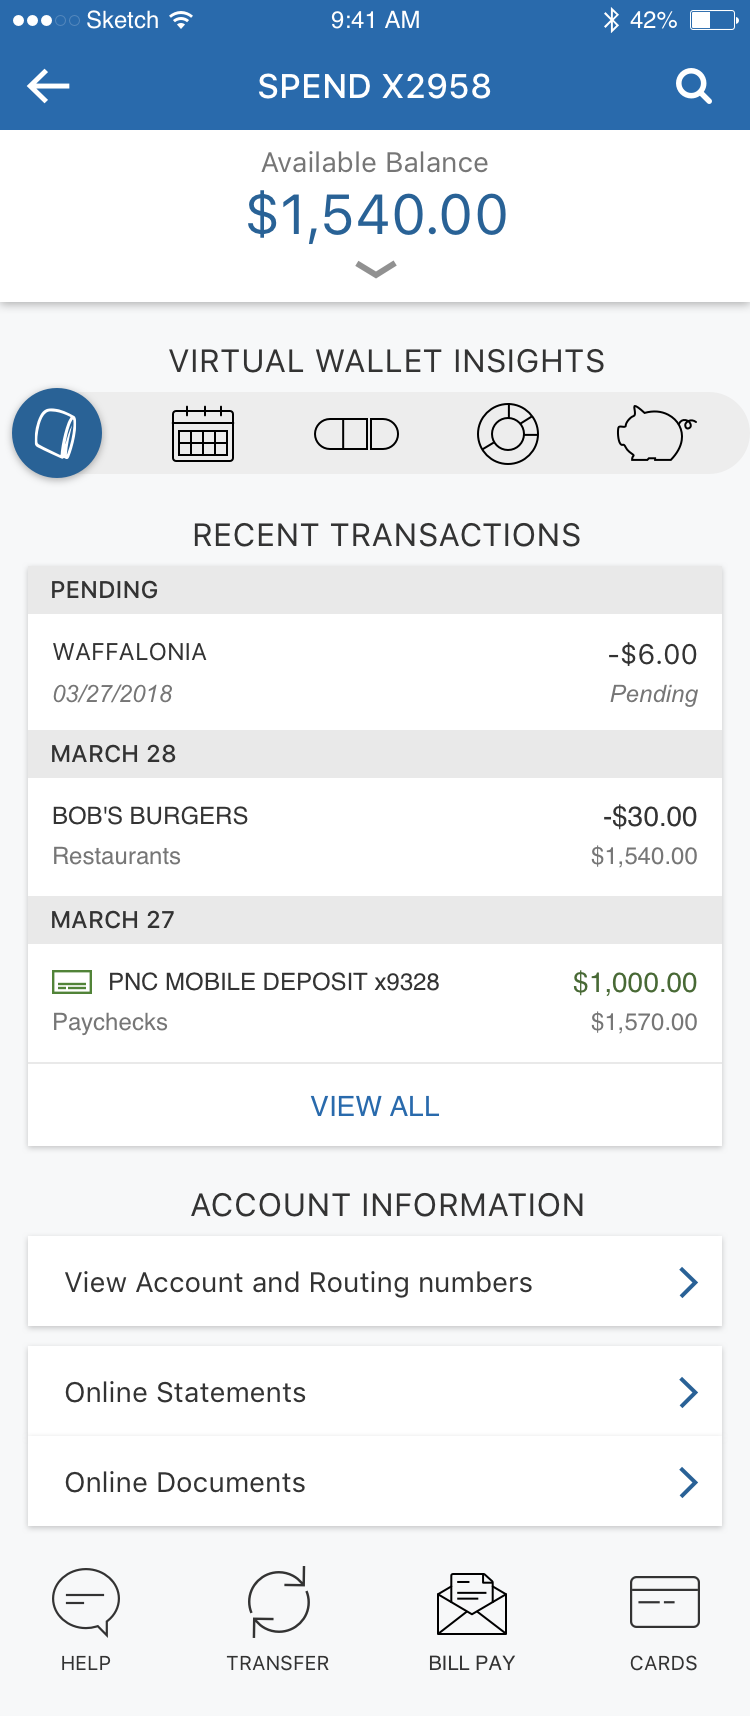 Sketch 9:41 AM 42%
SPEND X2958
Available Balance
$1,540.00
VIRTUAL WALLET INSIGHTS
RECENT TRANSACTIONS
PENDING
WAFFALONIA -$6.00
03/27/2018 Pending
MARCH 28
BOB'S BURGERS -$30.00
Restaurants $1,540.00
MARCH 27
PNC MOBILE DEPOSIT x9328 $1,000.00
Paychecks $1,570.00
VIEW ALL
ACCOUNT INFORMATION
View Account and Routing numbers
Online Statements
Online Documents
HELP TRANSFER BILL PAY CARDS